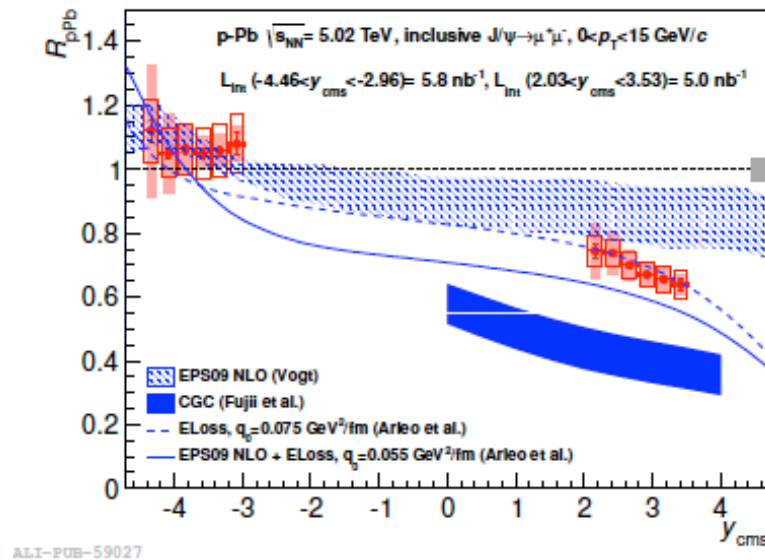 R_pPb
p-Pb √s_NN= 5.02 TeV, inclusive J/ψ→μ⁺μ⁻, 0<p_T<15 GeV/c
L_int (-4.46<y_cms<-2.96)= 5.8 nb⁻¹, L_int (2.03<y_cms<3.53)= 5.0 nb⁻¹
1.4
1.2
1
0.8
0.6
0.4
0.2
0
EPS09 NLO (Vogt)
CGC (Fujii et al.)
ELoss, q₀=0.075 GeV²/fm (Arleo et al.)
EPS09 NLO + ELoss, q₀=0.055 GeV²/fm (Arleo et al.)
-4 -3 -2 -1 0 1 2 3 4
y_cms
ALI-PUB-59027